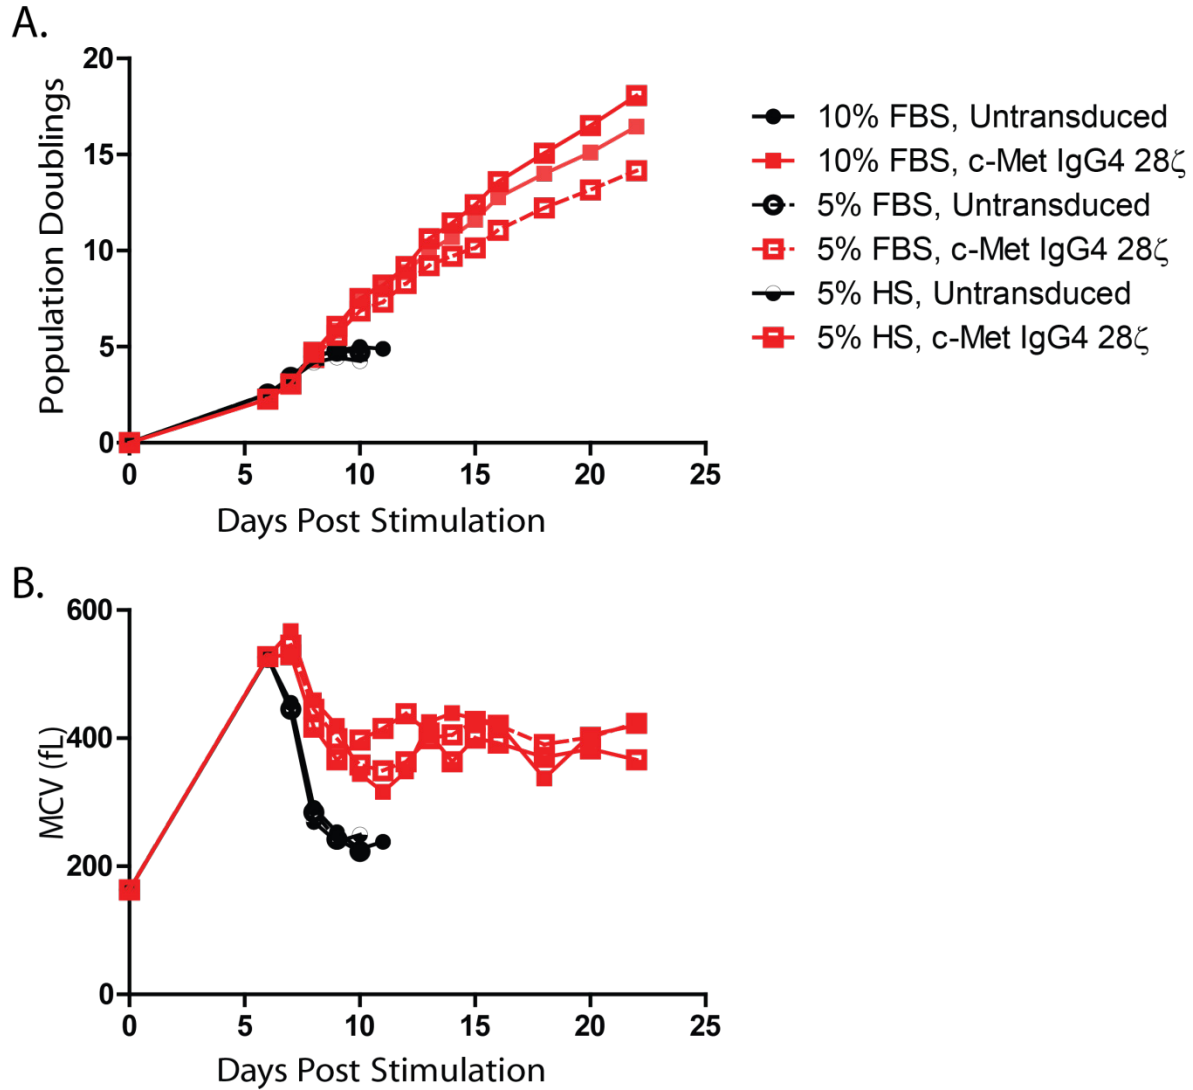 A.
Population Doublings
20
15
10
5
0
0 5 10 15 20 25
Days Post Stimulation
10% FBS, Untransduced
10% FBS, c-Met IgG4 28ζ
5% FBS, Untransduced
5% FBS, c-Met IgG4 28ζ
5% HS, Untransduced
5% HS, c-Met IgG4 28ζ
B.
MCV (fL)
600
400
200
0
0 5 10 15 20 25
Days Post Stimulation